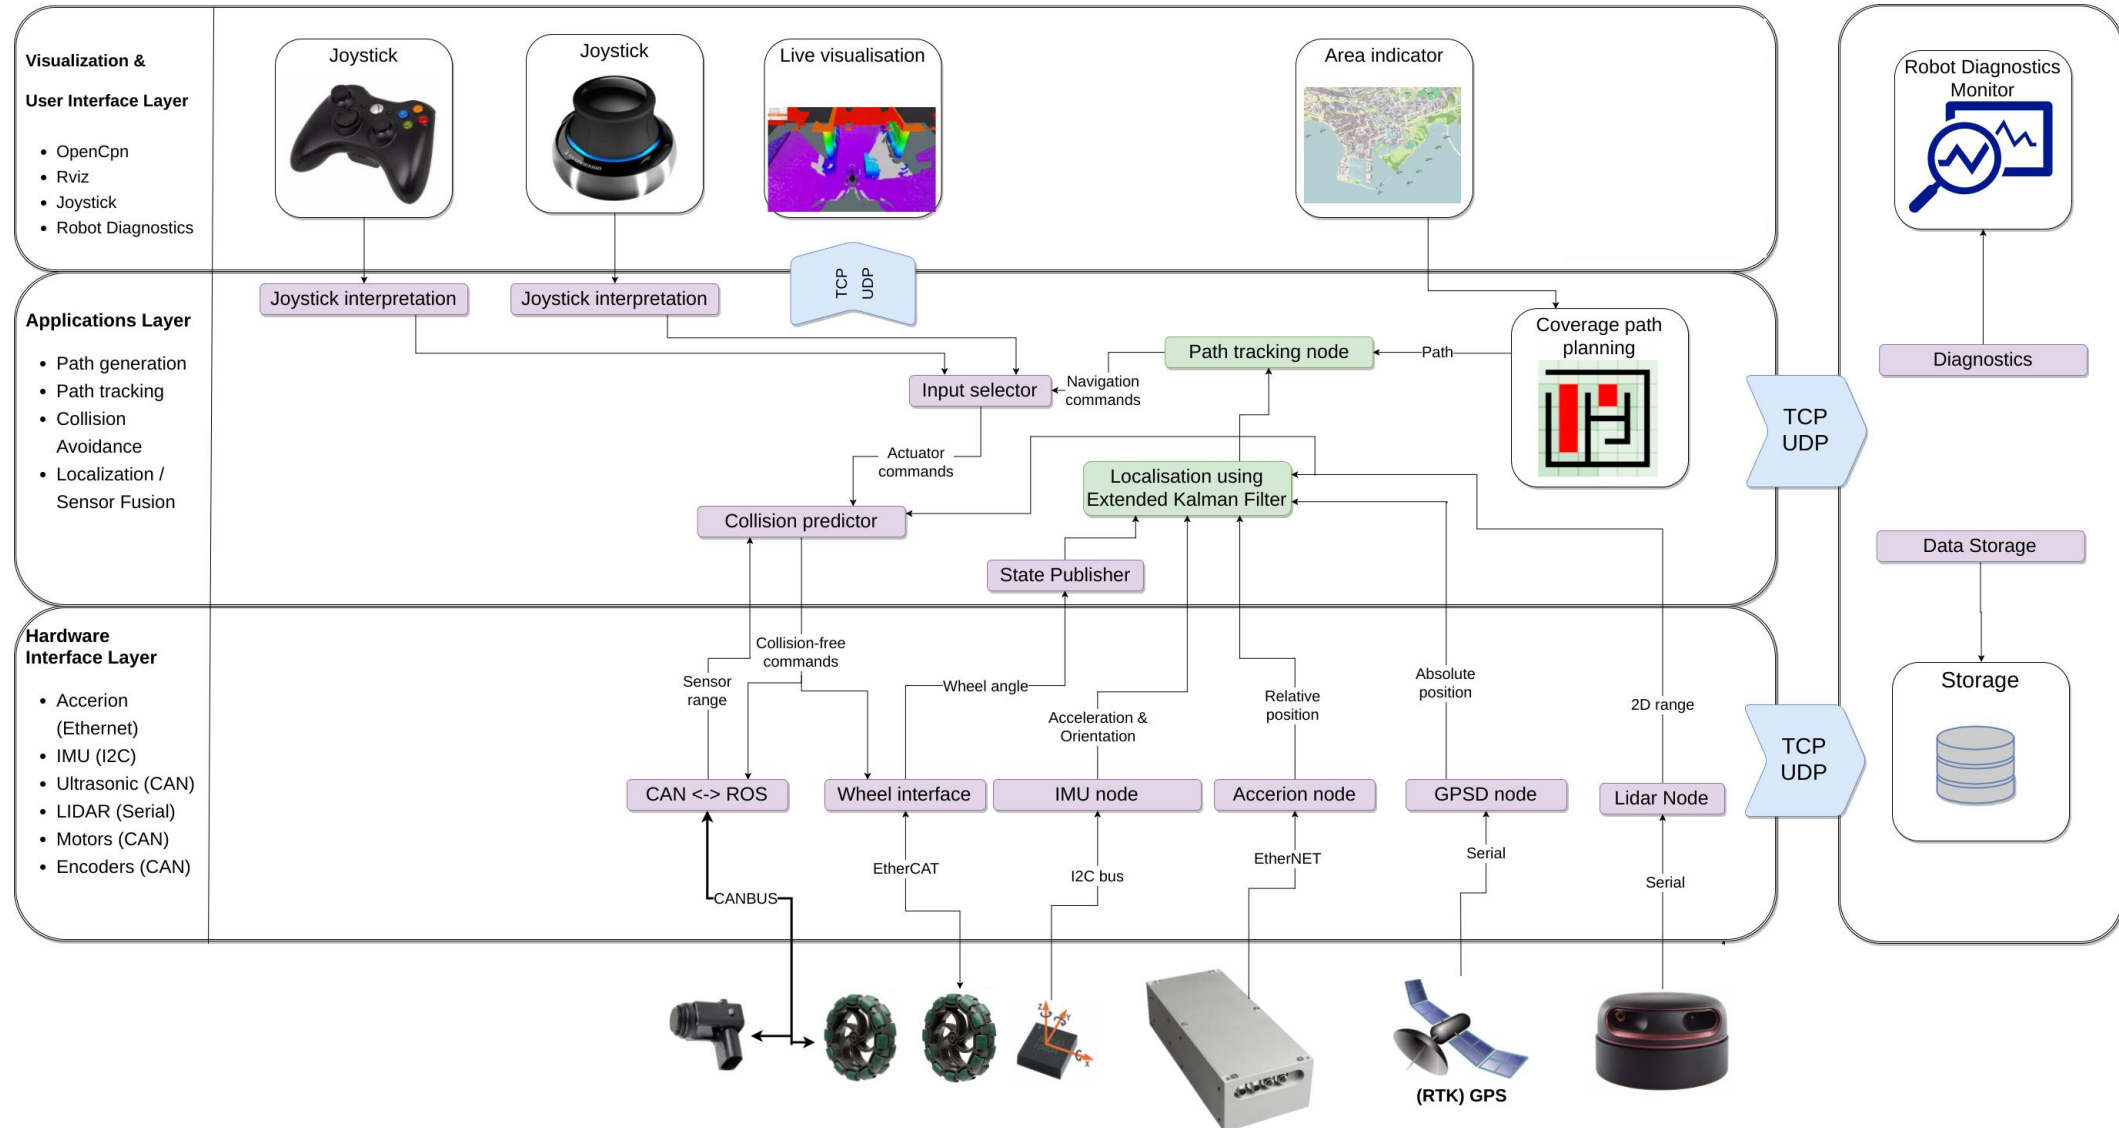 Visualization &
User Interface Layer
OpenCpn
Rviz
Joystick
Robot Diagnostics
Joystick
Joystick
Live visualisation
Area indicator
Robot Diagnostics
Monitor
TCP
UDP
Applications Layer
Path generation
Path tracking
Collision
Avoidance
Localization /
Sensor Fusion
Joystick interpretation
Joystick interpretation
Input selector
Navigation
commands
Path tracking node
Path
Coverage path
planning
Actuator
commands
Localisation using
Extended Kalman Filter
Collision predictor
State Publisher
TCP
UDP
Diagnostics
Data Storage
Hardware
Interface Layer
Accerion
(Ethernet)
IMU (I2C)
Ultrasonic (CAN)
LIDAR (Serial)
Motors (CAN)
Encoders (CAN)
Collision-free
commands
Sensor
range
Wheel angle
Acceleration &
Orientation
Relative
position
Absolute
position
2D range
CAN <-> ROS
Wheel interface
IMU node
Accerion node
GPSD node
Lidar Node
TCP
UDP
Storage
CANBUS
EtherCAT
I2C bus
EtherNET
Serial
Serial
Z
Y
X
(RTK) GPS